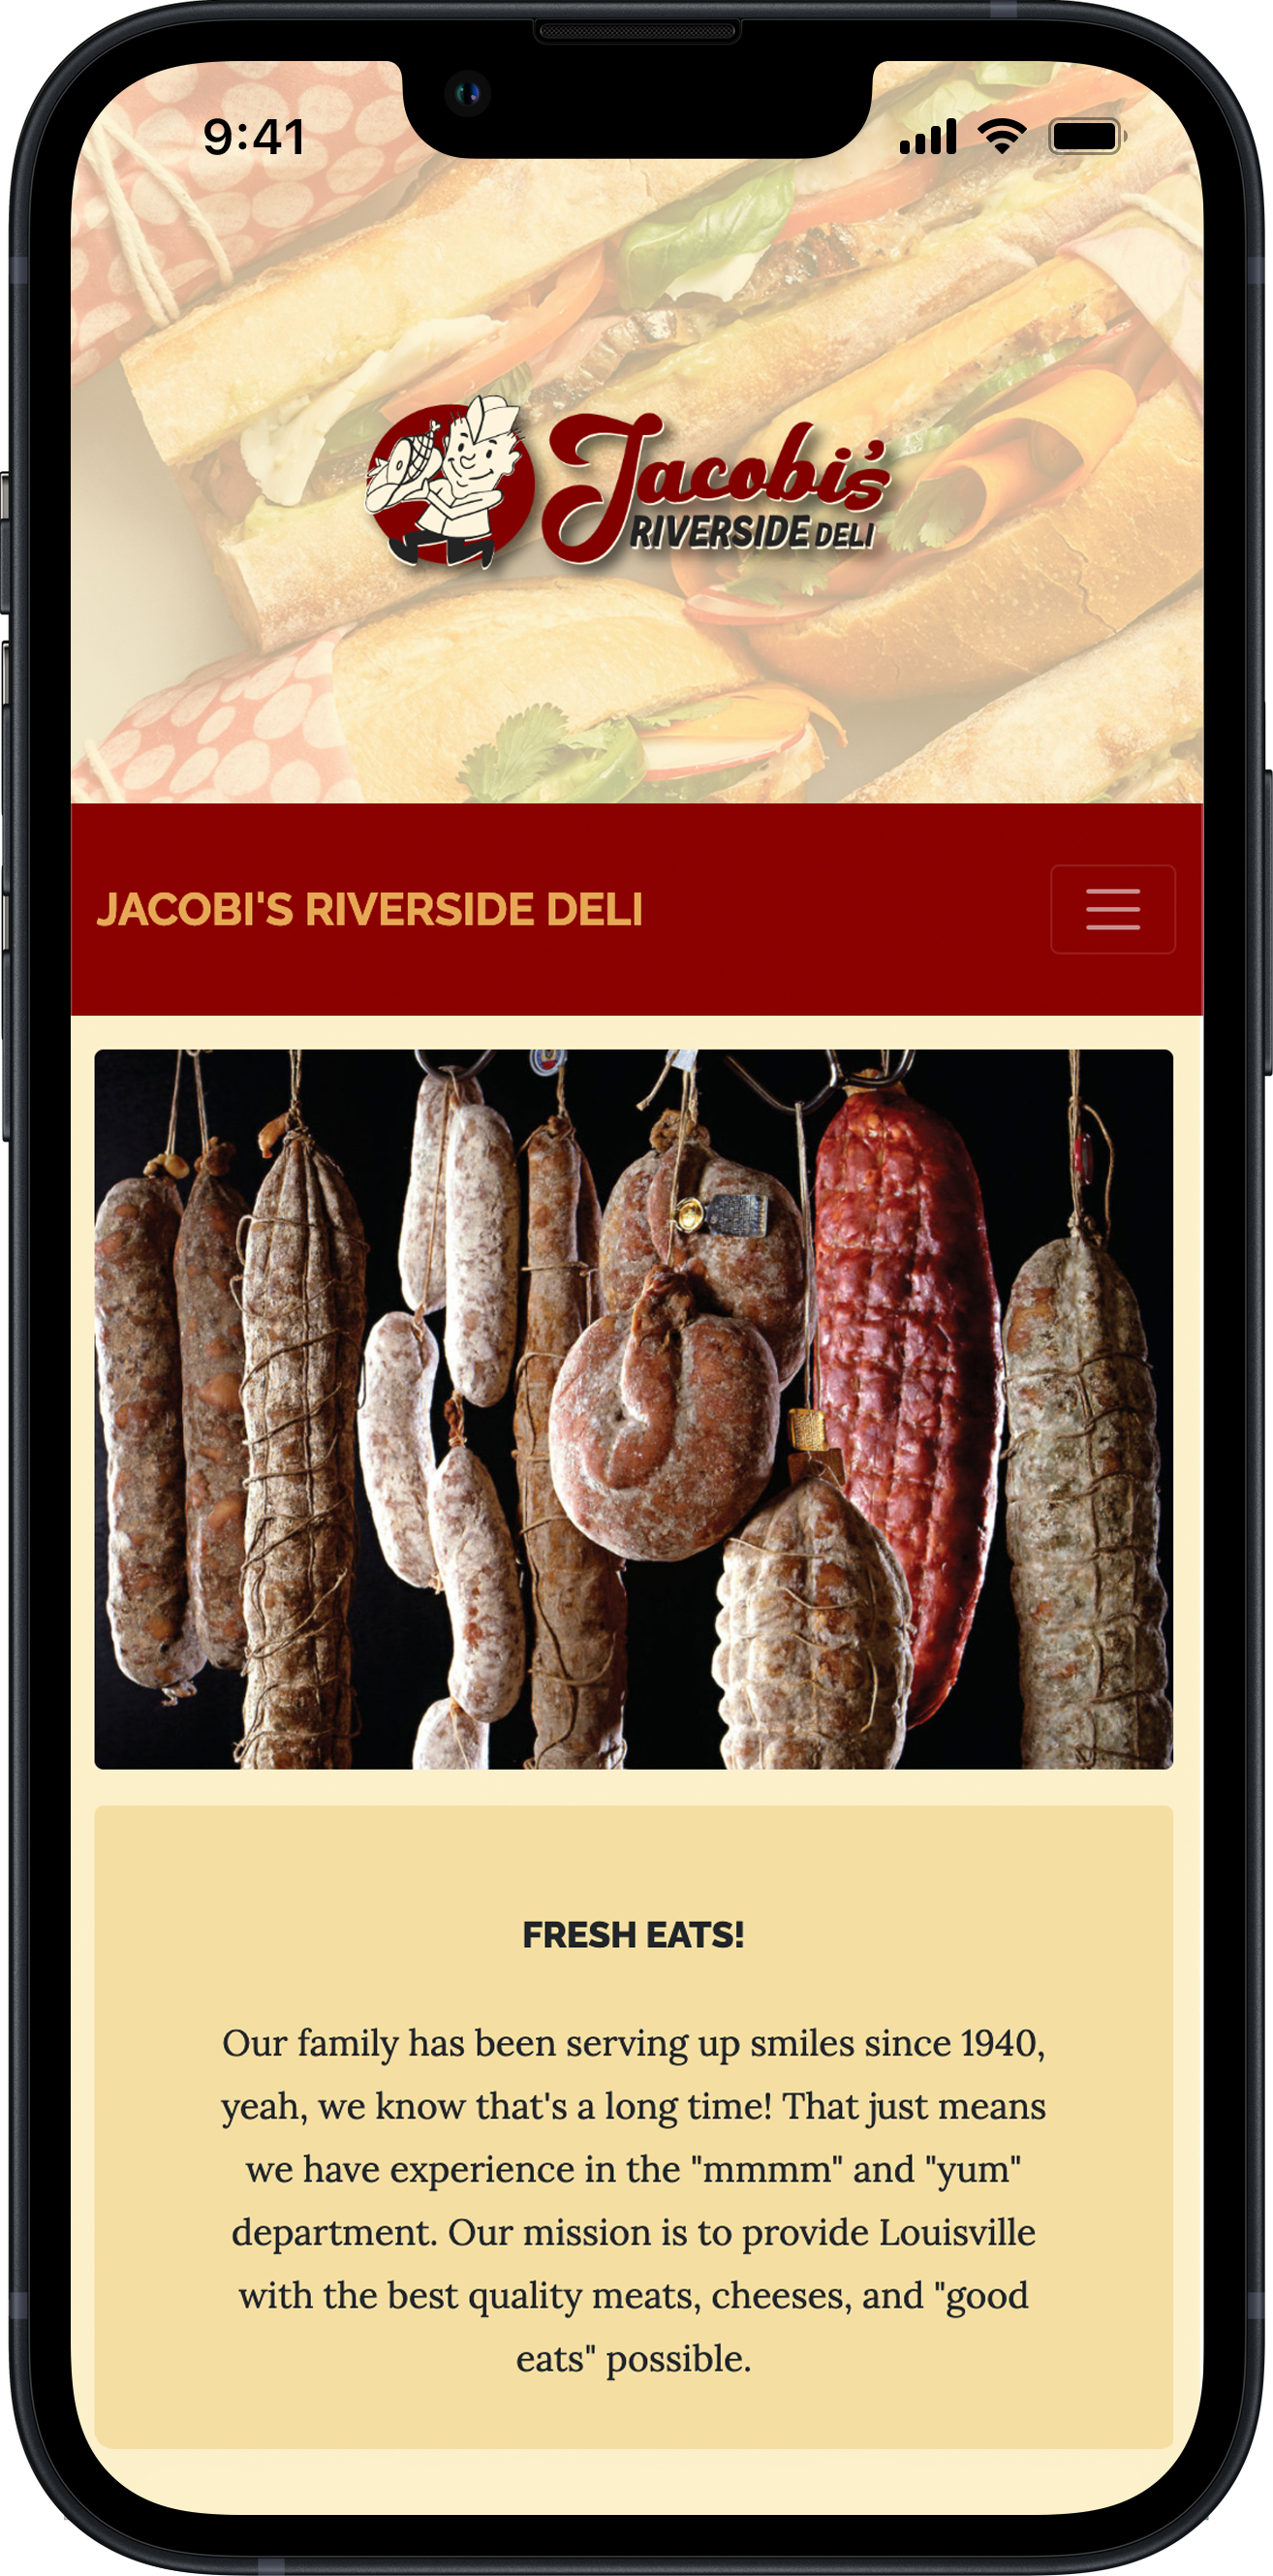 9:41
Jacobi's
RIVERSIDE DELI
JACOBI'S RIVERSIDE DELI
FRESH EATS!
Our family has been serving up smiles since 1940,
yeah, we know that's a long time! That just means
we have experience in the "mmmm" and "yum"
department. Our mission is to provide Louisville
with the best quality meats, cheeses, and "good
eats" possible.